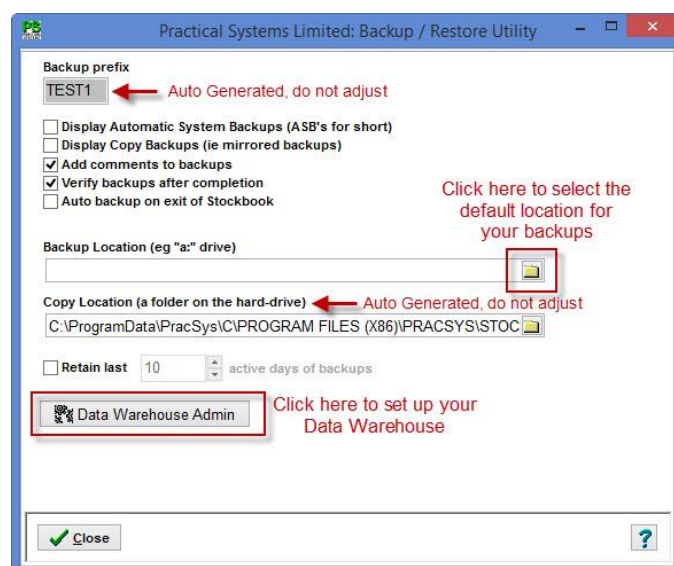 Practical Systems Limited: Backup / Restore Utility
Backup prefix
TEST1
Auto Generated, do not adjust
Display Automatic System Backups (ASB's for short)
Display Copy Backups (ie mirrored backups)
Add comments to backups
Verify backups after completion
Auto backup on exit of Stockbook
Click here to select the
default location for
your backups
Backup Location (eg "a:" drive)
Copy Location (a folder on the hard-drive)
Auto Generated, do not adjust
C:\ProgramData\PracSys\C\PROGRAM FILES (X86)\PRACSYS\STOC
Retain last 10 active days of backups
Data Warehouse Admin
Click here to set up your
Data Warehouse
Close
?